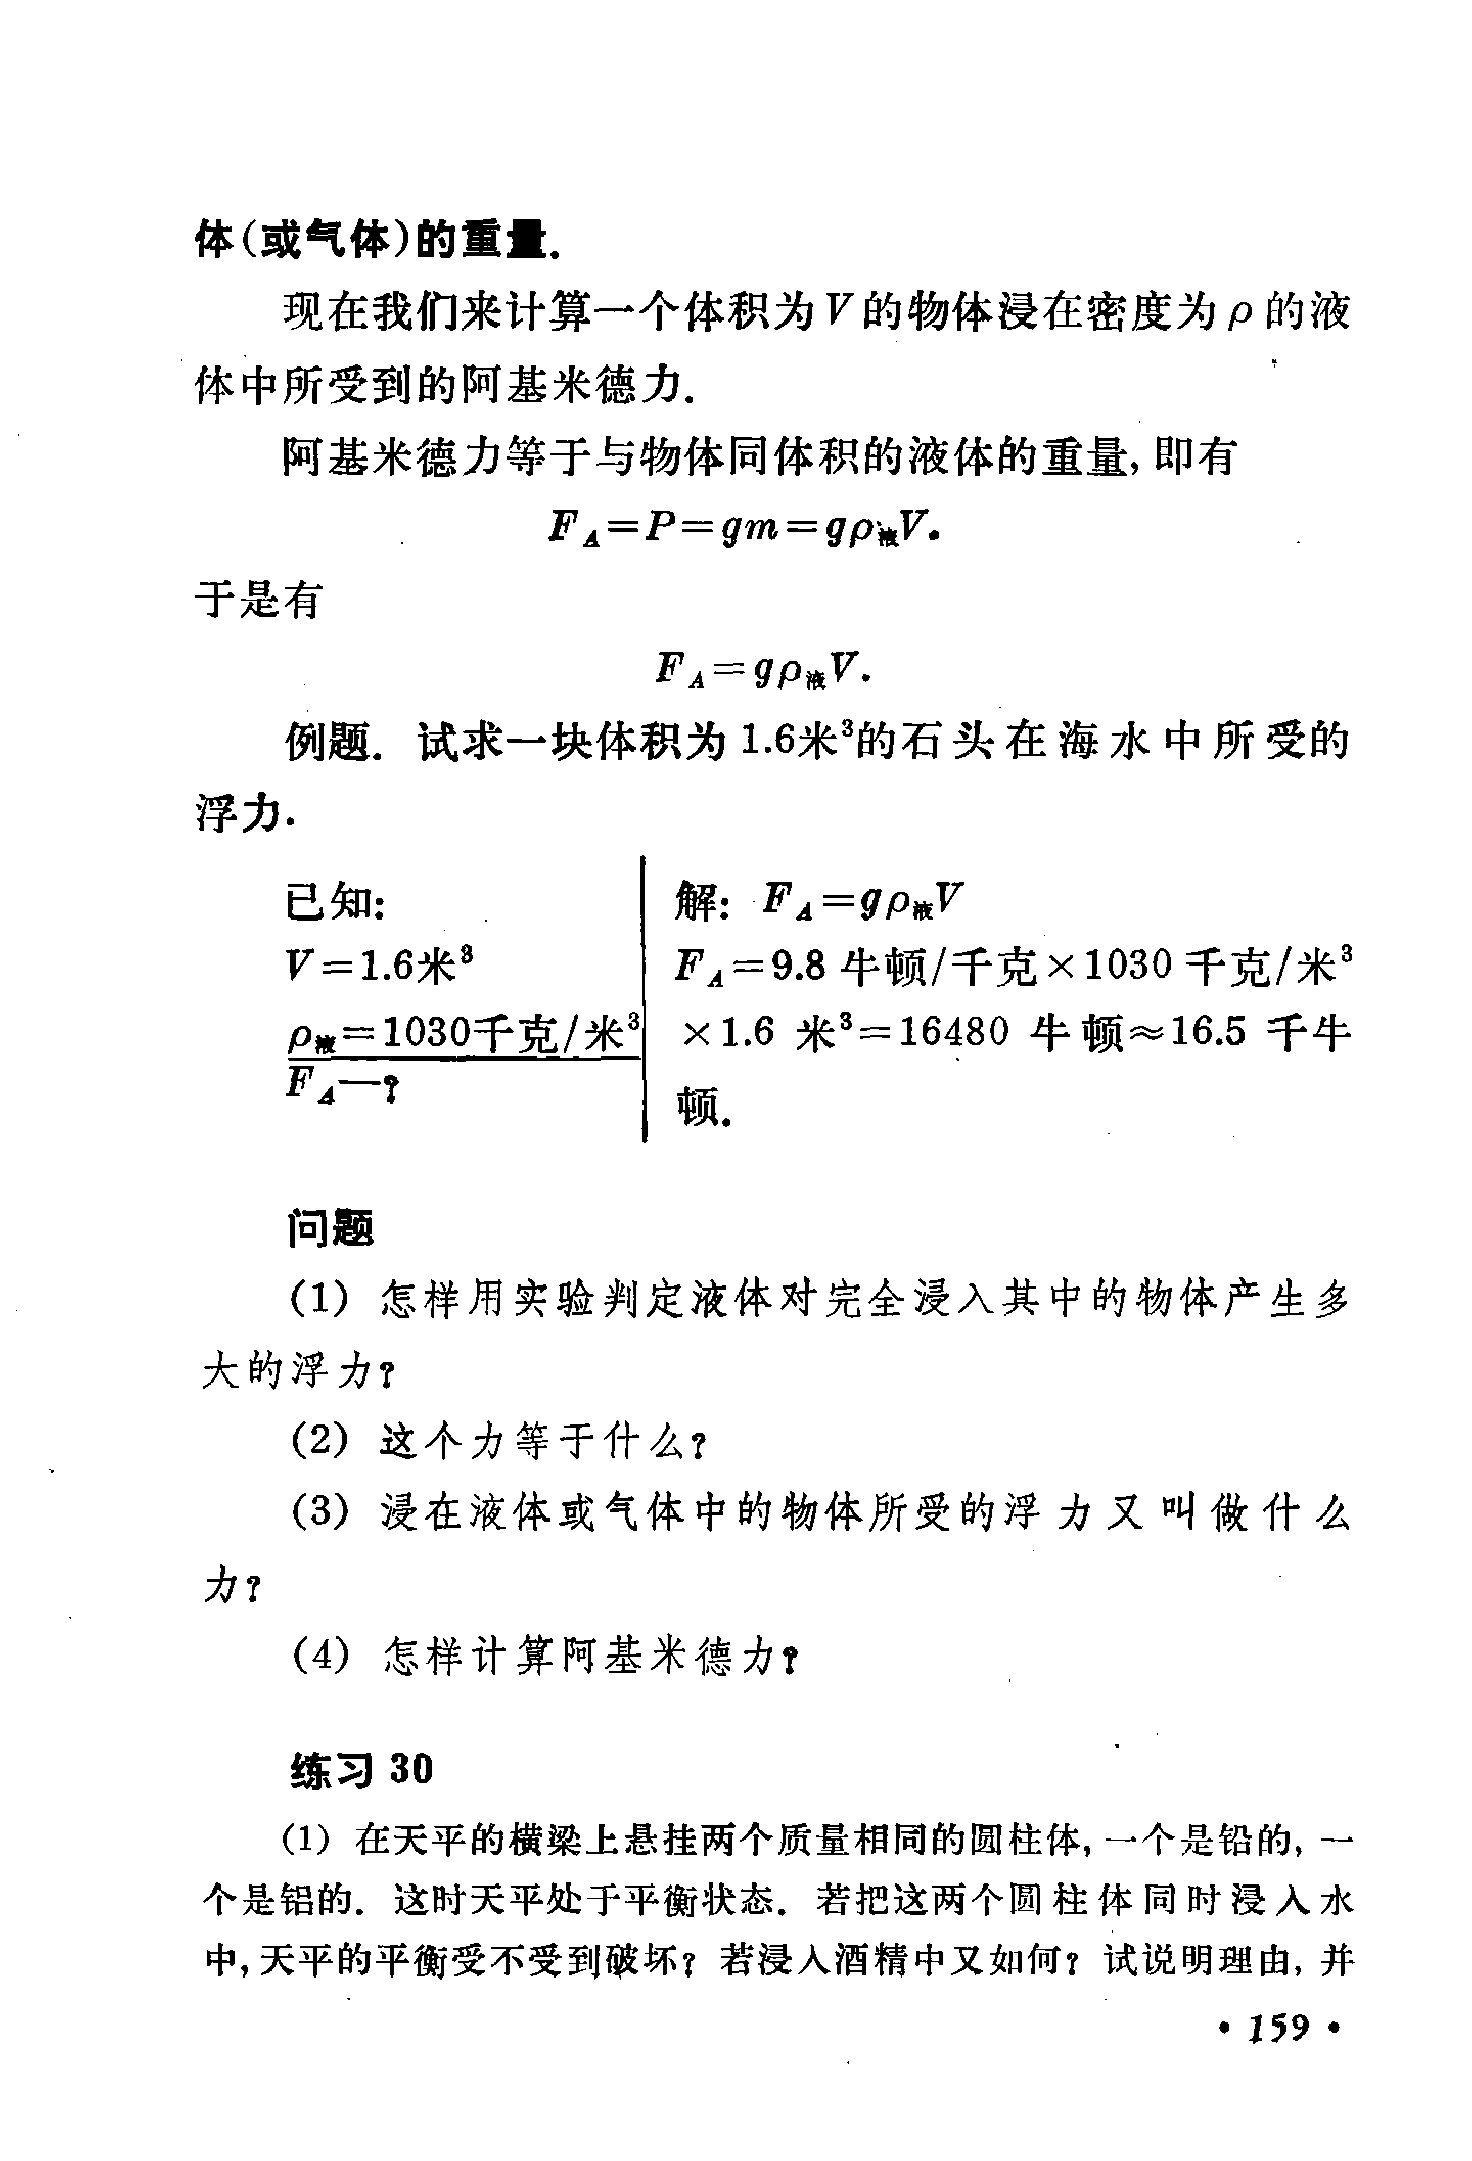 体(或气体)的重量.
现在我们来计算一个体积为V的物体浸在密度为ρ的液
体中所受到的阿基米德力.
阿基米德力等于与物体同体积的液体的重量,即有
F_A=P=gm=gρ液V.
于是有
F_A=gρ液V.
例题. 试求一块体积为 1.6米³的石头在海水中所受的
浮力.
已知:
V=1.6米³
ρ液=1030千克/米³
F_A—?
解: F_A=gρ液V
F_A=9.8 牛顿/千克×1030 千克/米³
×1.6 米³=16480 牛顿≈16.5 千牛
顿.
问题
(1) 怎样用实验判定液体对完全浸入其中的物体产生多
大的浮力?
(2) 这个力等于什么?
(3) 浸在液体或气体中的物体所受的浮力又叫做什么
力?
(4) 怎样计算阿基米德力?
练习 30
(1) 在天平的横梁上悬挂两个质量相同的圆柱体,一个是铅的,一
个是铝的. 这时天平处于平衡状态. 若把这两个圆柱体同时浸入水
中,天平的平衡受不受到破坏? 若浸入酒精中又如何? 试说明理由,并
• 159 •